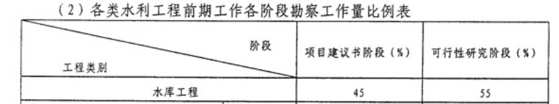 (2)各类水利工程前期工作各阶段勘察工作量比例表
阶段 项目建议书阶段(%) 可行性研究阶段(%)
工程类别
水库工程 45 55